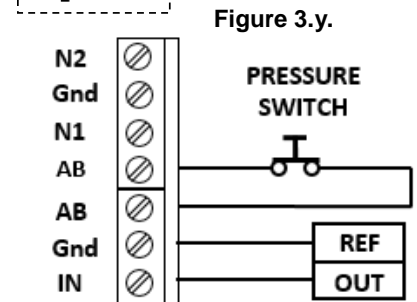 Figure 3.y.
N2
Gnd
PRESSURE
SWITCH
N1
AB
AB
Gnd
REF
IN
OUT